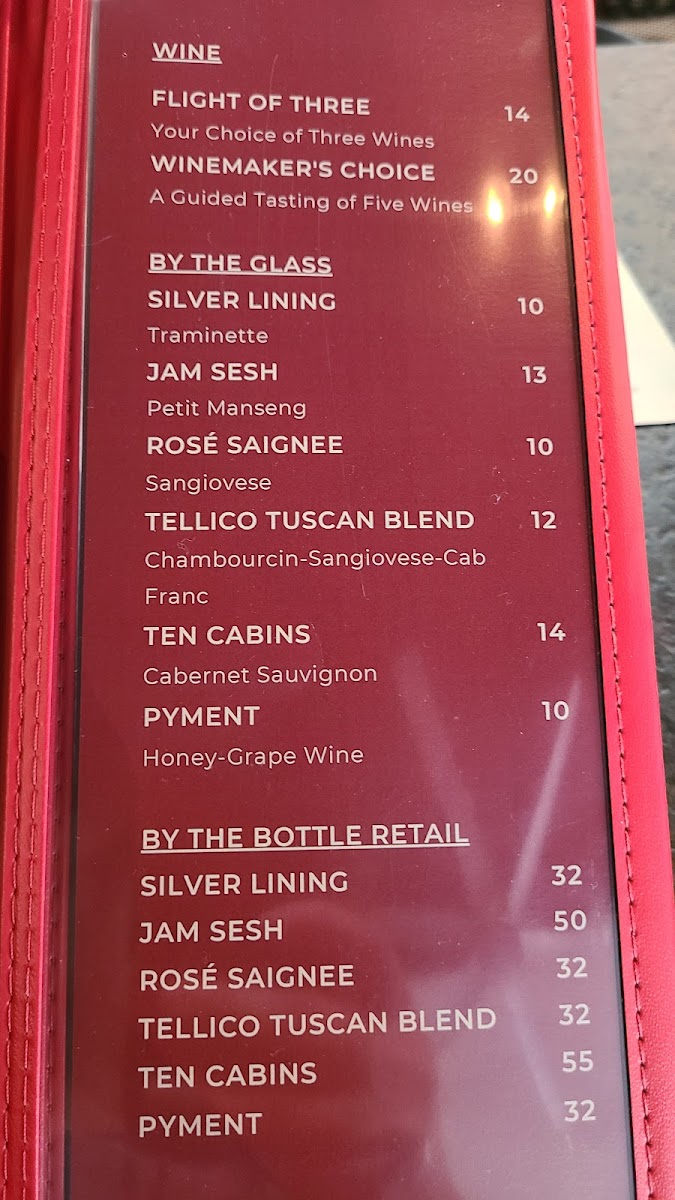 WINE
FLIGHT OF THREE 14
Your Choice of Three Wines
WINEMAKER'S CHOICE 20
A Guided Tasting of Five Wines
BY THE GLASS
SILVER LINING 10
Traminette
JAM SESH 13
Petit Manseng
ROSÉ SAIGNEE 10
Sangiovese
TELLICO TUSCAN BLEND 12
Chambourcin-Sangiovese-Cab
Franc
TEN CABINS 14
Cabernet Sauvignon
PYMENT 10
Honey-Grape Wine
BY THE BOTTLE RETAIL
SILVER LINING 32
JAM SESH 50
ROSÉ SAIGNEE 32
TELLICO TUSCAN BLEND 32
TEN CABINS 55
PYMENT 32